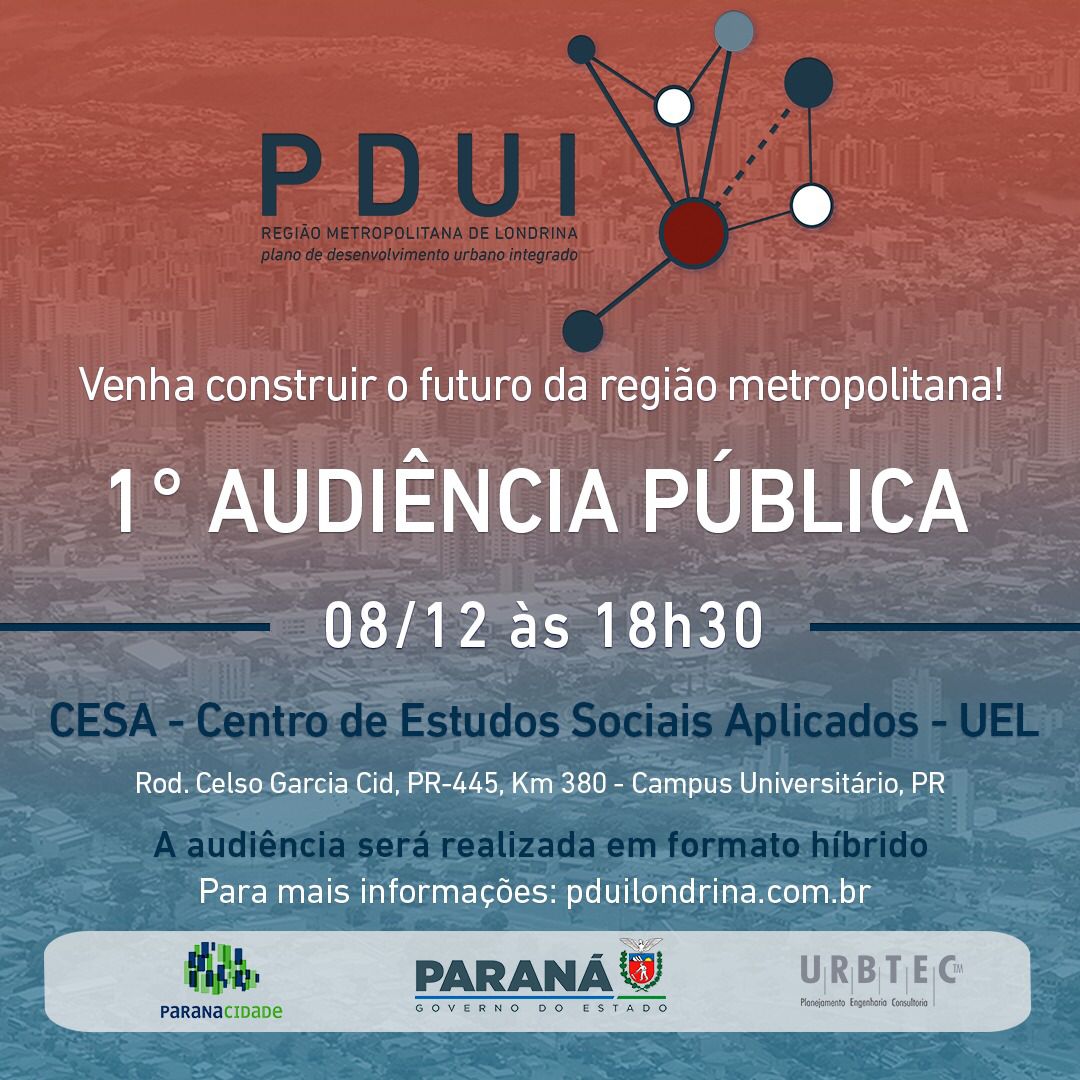 PDUI
REGIÃO METROPOLITANA DE LONDRINA
plano de desenvolvimento urbano integrado
Venha construir o futuro da região metropolitana!
1° AUDIÊNCIA PÚBLICA
08/12 às 18h30
CESA - Centro de Estudos Sociais Aplicados - UEL
Rod. Celso Garcia Cid, PR-445, Km 380 - Campus Universitário, PR
A audiência será realizada em formato híbrido
Para mais informações: pduilondrina.com.br
PARANACIDADE
PARANÁ
GOVERNO DO ESTADO
URBTEC™
Planejamento Engenharia Consultoria